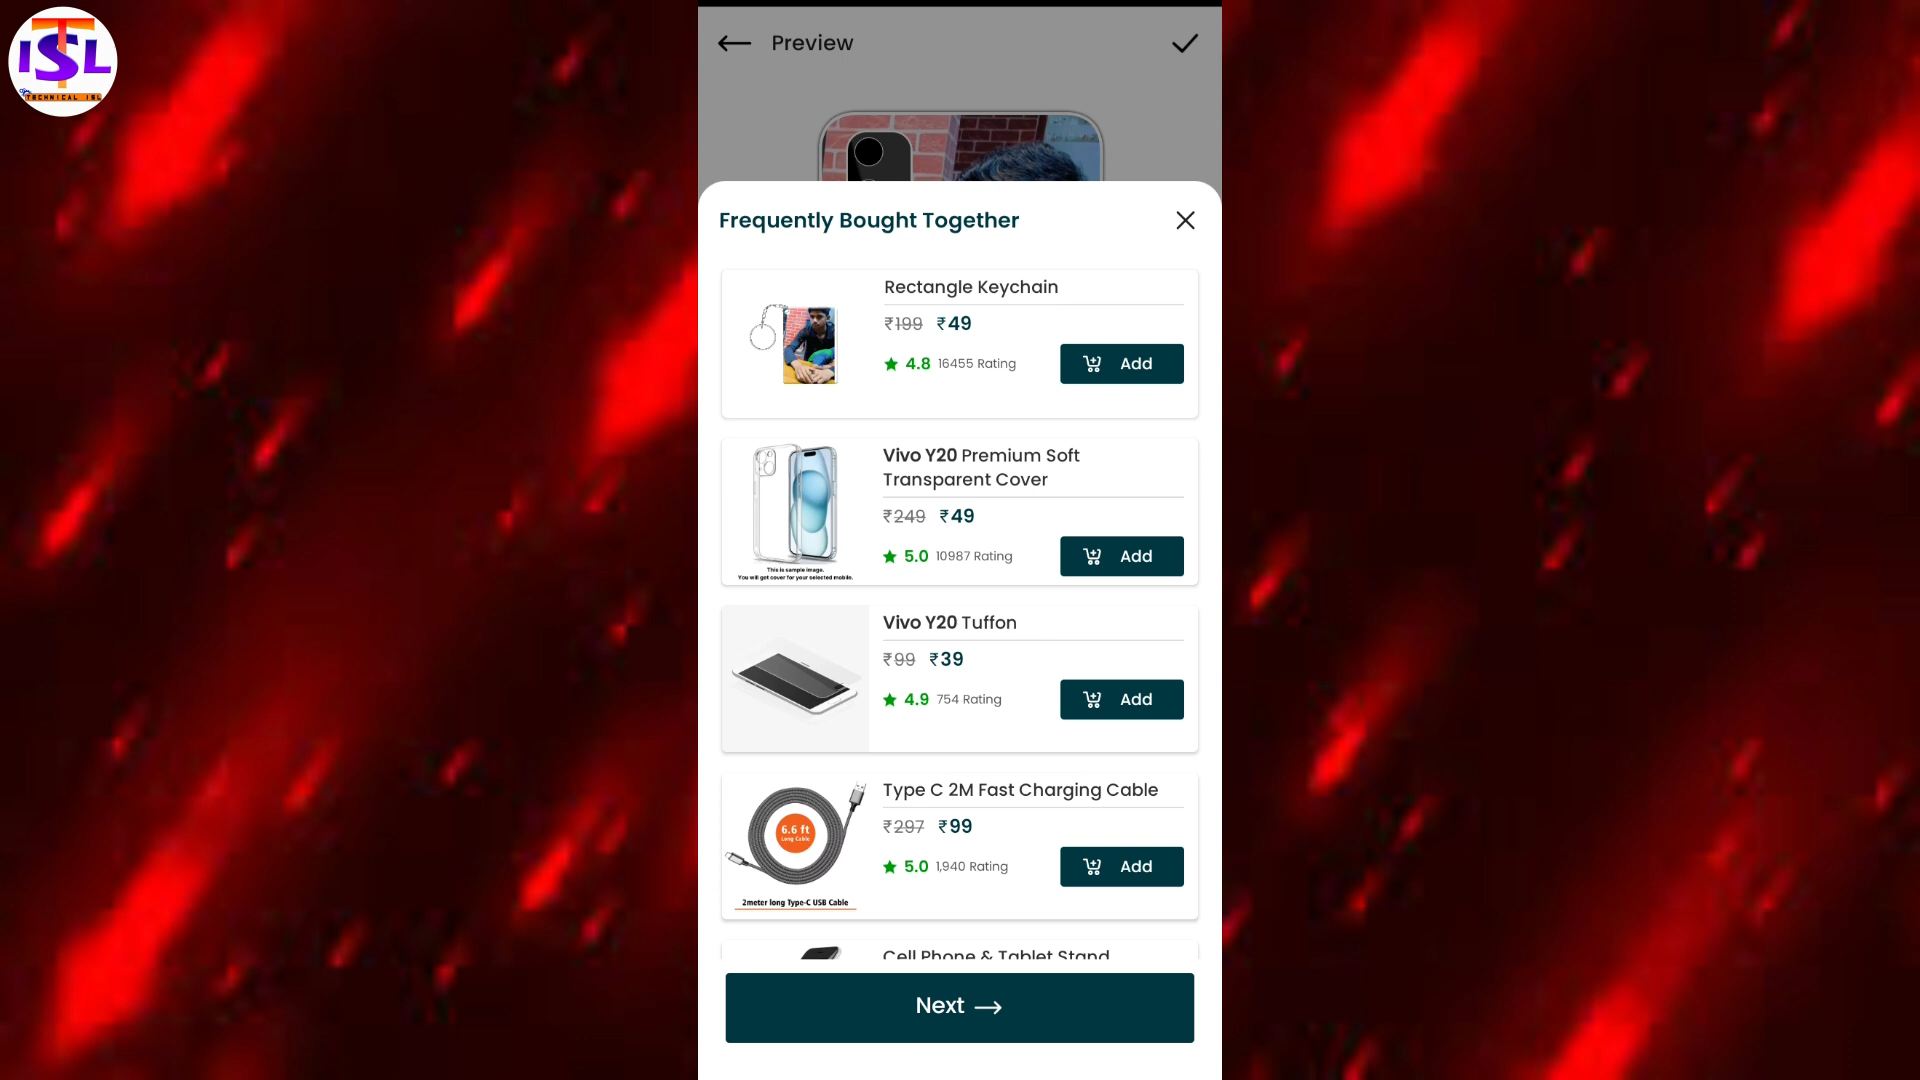 ISL
TECHNICAL ISL
Preview
Frequently Bought Together
Rectangle Keychain
₹199 ₹49
4.8 16455 Rating
Add
Vivo Y20 Premium Soft
Transparent Cover
₹249 ₹49
5.0 10987 Rating
Add
This is sample image.
You will get cover for your selected mobile.
Vivo Y20 Tuffon
₹99 ₹39
4.9 754 Rating
Add
Type C 2M Fast Charging Cable
₹297 ₹99
5.0 1,940 Rating
Add
6.6 ft
Long Cable
2meter long Type-C USB Cable
Cell Phone & Tablet Stand
Next